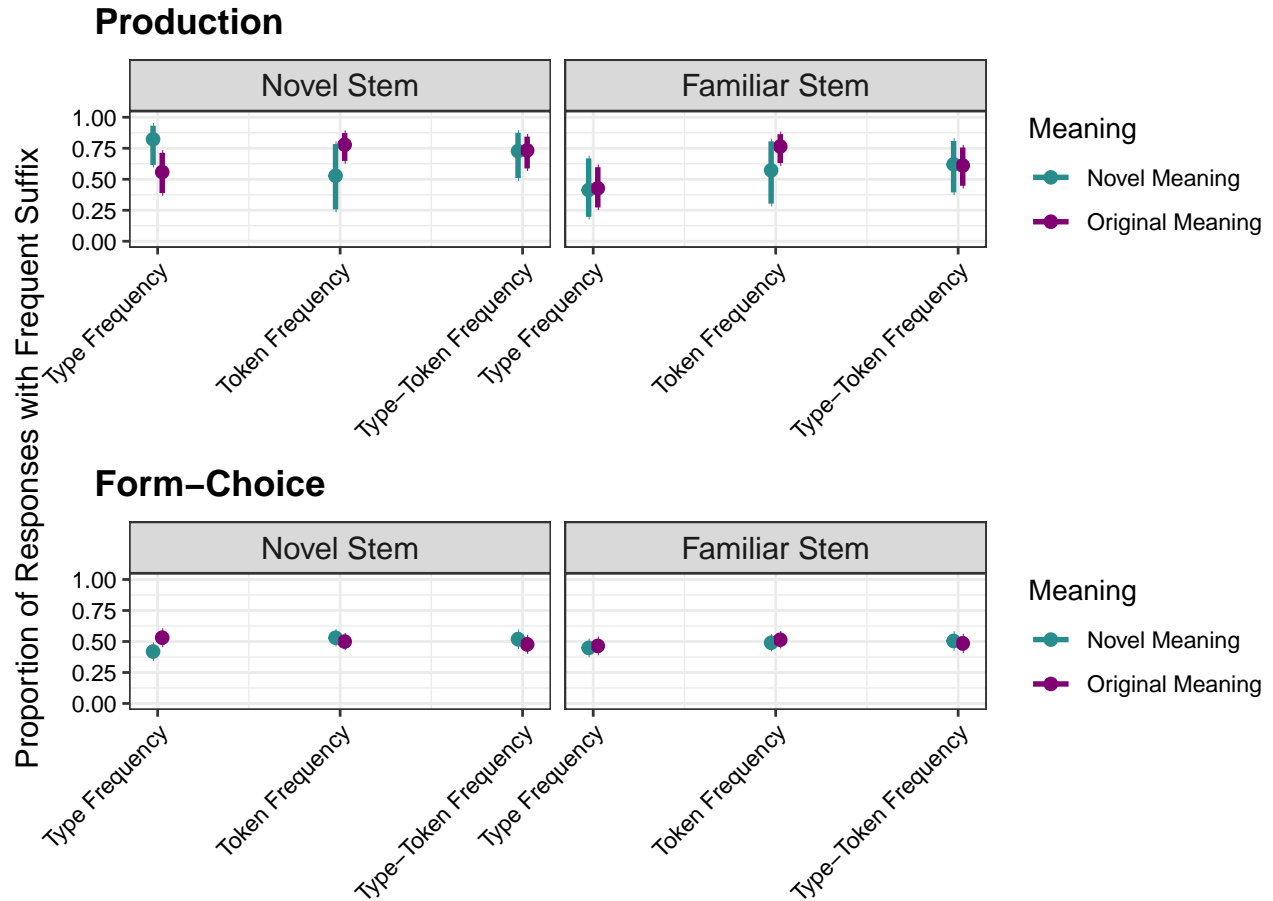 Production
Novel Stem
Familiar Stem
1.00
0.75
0.50
0.25
0.00
Type Frequency
Token Frequency
Type−Token Frequency
Type Frequency
Token Frequency
Type−Token Frequency
Meaning
Novel Meaning
Original Meaning
Proportion of Responses with Frequent Suffix
Form−Choice
Novel Stem
Familiar Stem
1.00
0.75
0.50
0.25
0.00
Type Frequency
Token Frequency
Type−Token Frequency
Type Frequency
Token Frequency
Type−Token Frequency
Meaning
Novel Meaning
Original Meaning